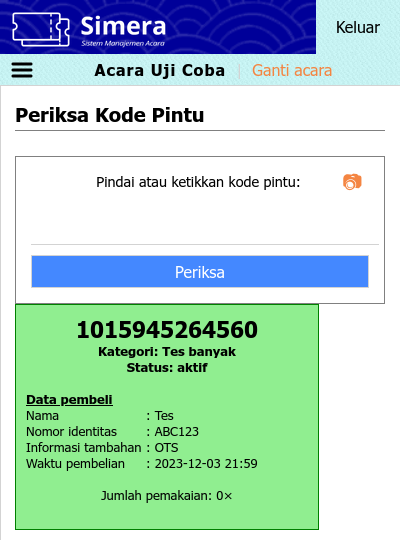 Simera
Sistem Manajemen Acara
Keluar
Acara Uji Coba | Ganti acara
Periksa Kode Pintu
Pindai atau ketikkan kode pintu:
Periksa
1015945264560
Kategori: Tes banyak
Status: aktif
Data pembeli
Nama : Tes
Nomor identitas : ABC123
Informasi tambahan : OTS
Waktu pembelian : 2023-12-03 21:59
Jumlah pemakaian: 0×